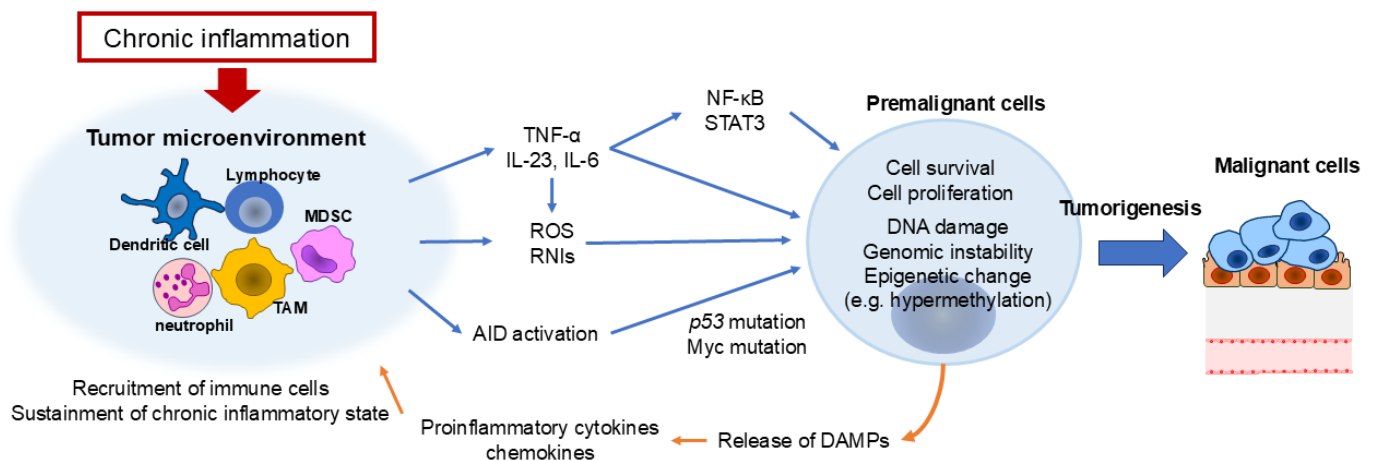 Chronic inflammation
Tumor microenvironment
Lymphocyte
MDSC
Dendritic cell
TAM
neutrophil
TNF-α
IL-23, IL-6
NF-κB
STAT3
ROS
RNIs
AID activation
p53 mutation
Myc mutation
Premalignant cells
Cell survival
Cell proliferation
DNA damage
Genomic instability
Epigenetic change
(e.g. hypermethylation)
Tumorigenesis
Malignant cells
Release of DAMPs
Proinflammatory cytokines
chemokines
Recruitment of immune cells
Sustainment of chronic inflammatory state